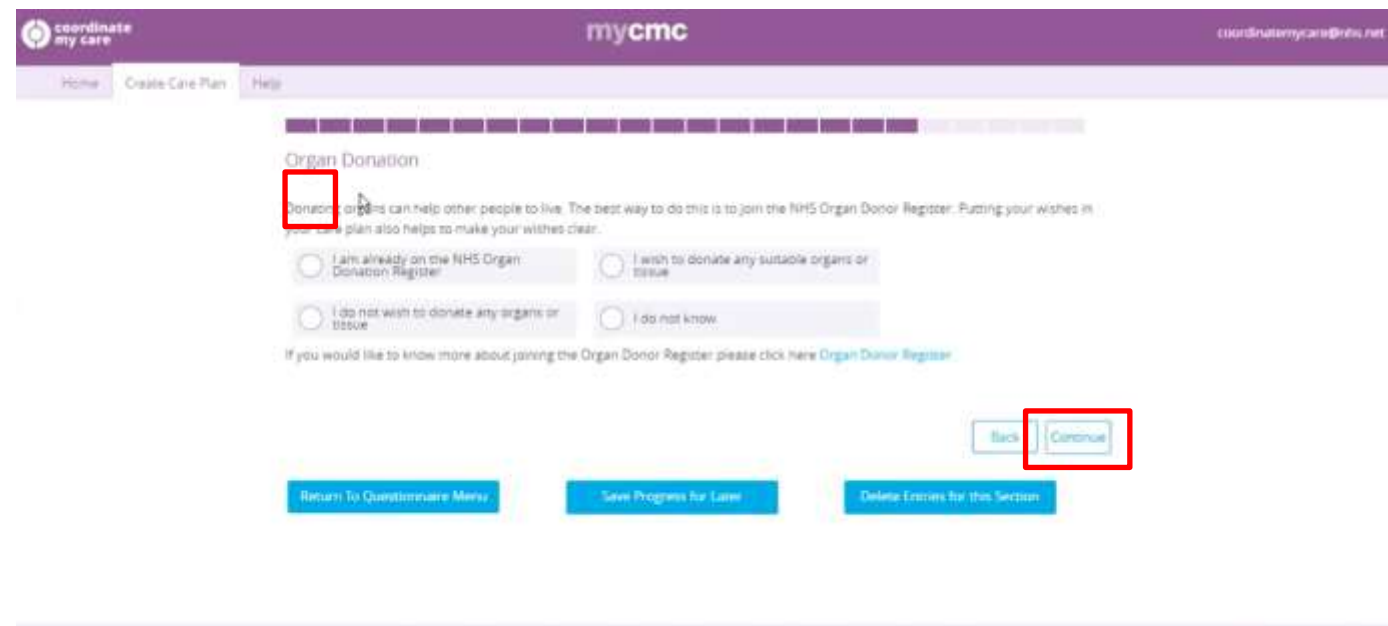 coordinate
my care
mycmc
coordinatemycare@nhs.net
Home Create Care Plan Help
Organ Donation
Donating organs can help other people to live. The best way to do this is to join the NHS Organ Donor Register. Putting your wishes in
your care plan also helps to make your wishes clear.
I am already on the NHS Organ
Donation Register
I wish to donate any suitable organs or
tissue
I do not wish to donate any organs or
tissue
I do not know
If you would like to know more about joining the Organ Donor Register please click here Organ Donor Register
Back Continue
Return To Questionnaire Menu Save Progress for Later Delete Entries for this Section